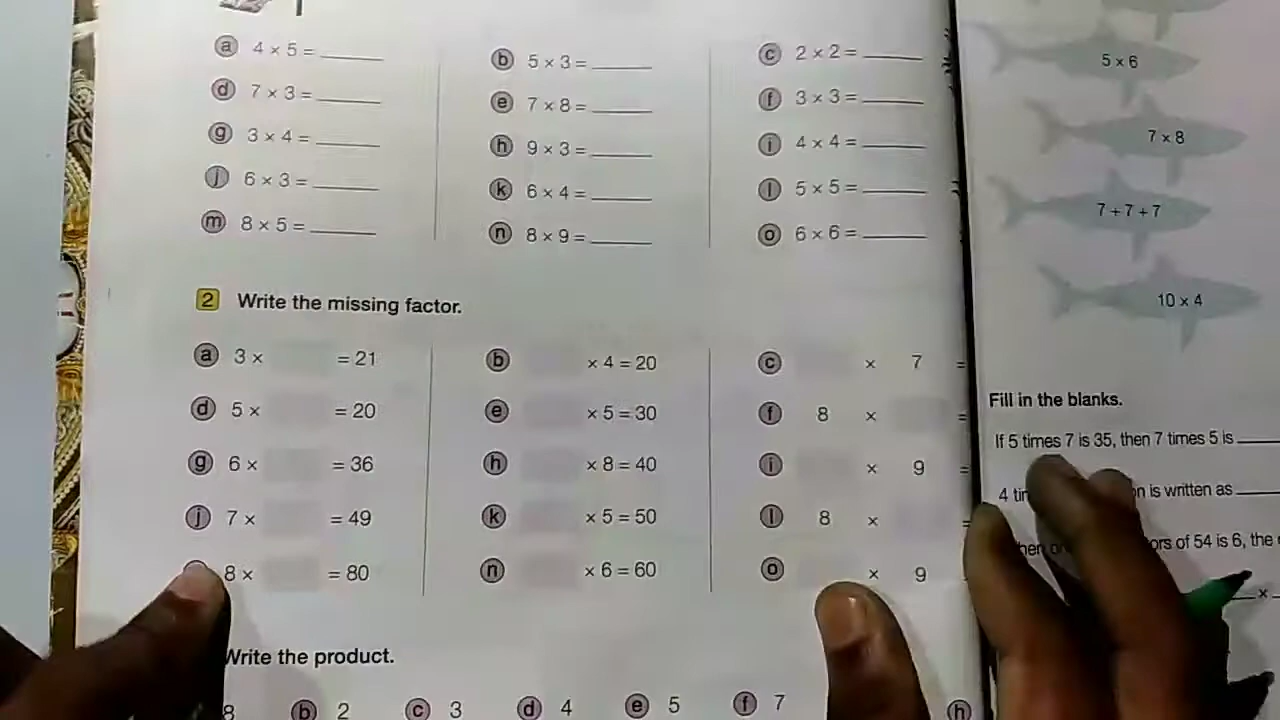 a 4 × 5 = ______ b 5 × 3 = ______ c 2 × 2 = ______
d 7 × 3 = ______ e 7 × 8 = ______ f 3 × 3 = ______
g 3 × 4 = ______ h 9 × 3 = ______ i 4 × 4 = ______
j 6 × 3 = ______ k 6 × 4 = ______ l 5 × 5 = ______
m 8 × 5 = ______ n 8 × 9 = ______ o 6 × 6 = ______
2 Write the missing factor.
a 3 × = 21 b × 4 = 20 c × 7 =
d 5 × = 20 e × 5 = 30 f 8 × =
g 6 × = 36 h × 8 = 40 i × 9 =
j 7 × = 49 k × 5 = 50 l 8 × =
8 × = 80 n × 6 = 60 o × 9
Write the product.
8 b 2 c 3 d 4 e 5 f 7 h
5 × 6
7 × 8
7 + 7 + 7
10 × 4
Fill in the blanks.
If 5 times 7 is 35, then 7 times 5 is ______
4 is written as ______
of 54 is 6, the
__ × _